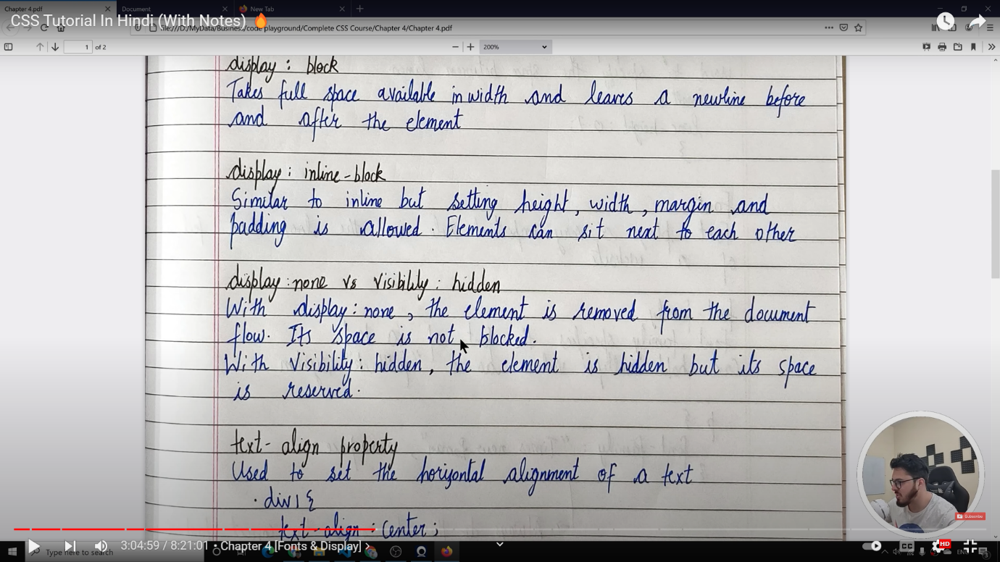 Chapter 4.pdf
Document
New Tab
CSS Tutorial In Hindi (With Notes) 🔥
file:///D:/MyData/Business/code playground/Complete CSS Course/Chapter 4/Chapter 4.pdf
1 of 2
200%
display : block
Takes full space available in width and leaves a newline before
and after the element
display : inline-block
Similar to inline but setting height, width, margin and
padding is allowed. Elements can sit next to each other
display : none vs visibility : hidden
With display : none, the element is removed from the document
flow. Its space is not blocked.
With visibility : hidden, the element is hidden but its space
is reserved.
text-align property
Used to set the horizontal alignment of a text
.div1 {
text-align : center;
Subscribe
3:04:59 / 8:21:01 • Chapter 4 [Fonts & Display] >
CC
HD
Type here to search